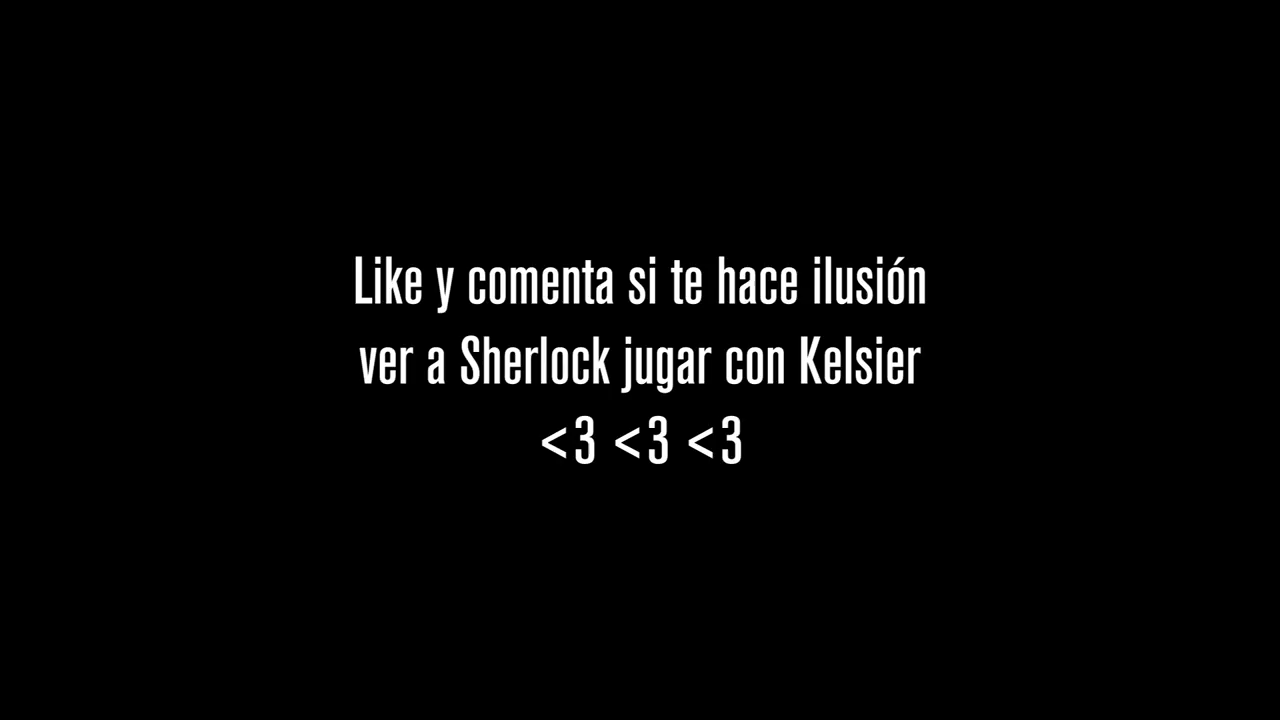 Like y comenta si te hace ilusión
ver a Sherlock jugar con Kelsier
<3 <3 <3